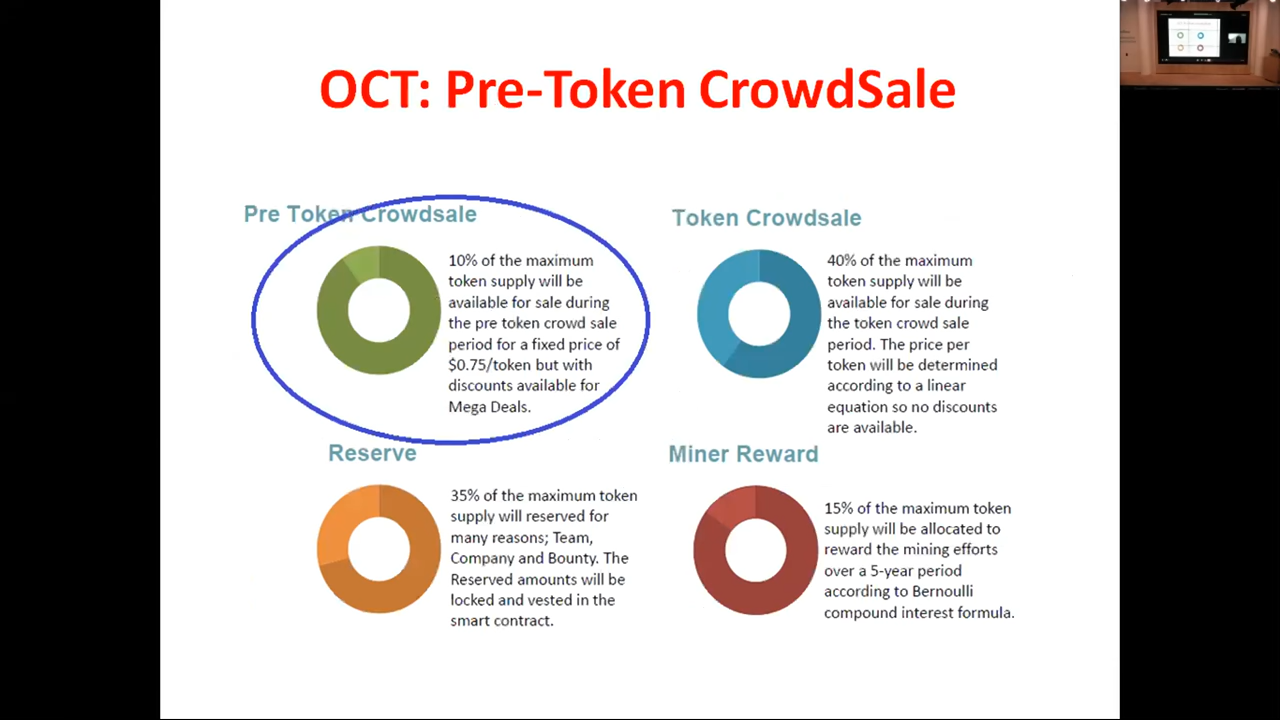 OCT: Pre-Token CrowdSale
Pre Token Crowdsale
10% of the maximum
token supply will be
available for sale during
the pre token crowd sale
period for a fixed price of
$0.75/token but with
discounts available for
Mega Deals.
Token Crowdsale
40% of the maximum
token supply will be
available for sale during
the token crowd sale
period. The price per
token will be determined
according to a linear
equation so no discounts
are available.
Reserve
35% of the maximum token
supply will reserved for
many reasons; Team,
Company and Bounty. The
Reserved amounts will be
locked and vested in the
smart contract.
Miner Reward
15% of the maximum token
supply will be allocated to
reward the mining efforts
over a 5-year period
according to Bernoulli
compound interest formula.